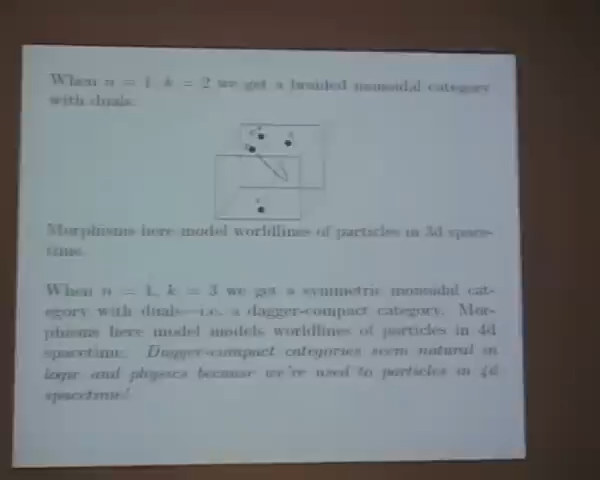 When n = 1, k = 2 we get a braided monoidal category
with duals.
Morphisms here model worldlines of particles in 3d space-
time.
When n = 1, k = 3 we get a symmetric monoidal cat-
egory with duals—i.e. a dagger-compact category. Mor-
phisms here model models worldlines of particles in 4d
spacetime. Dagger-compact categories seem natural in
logic and physics because we're used to particles in 4d
spacetime!